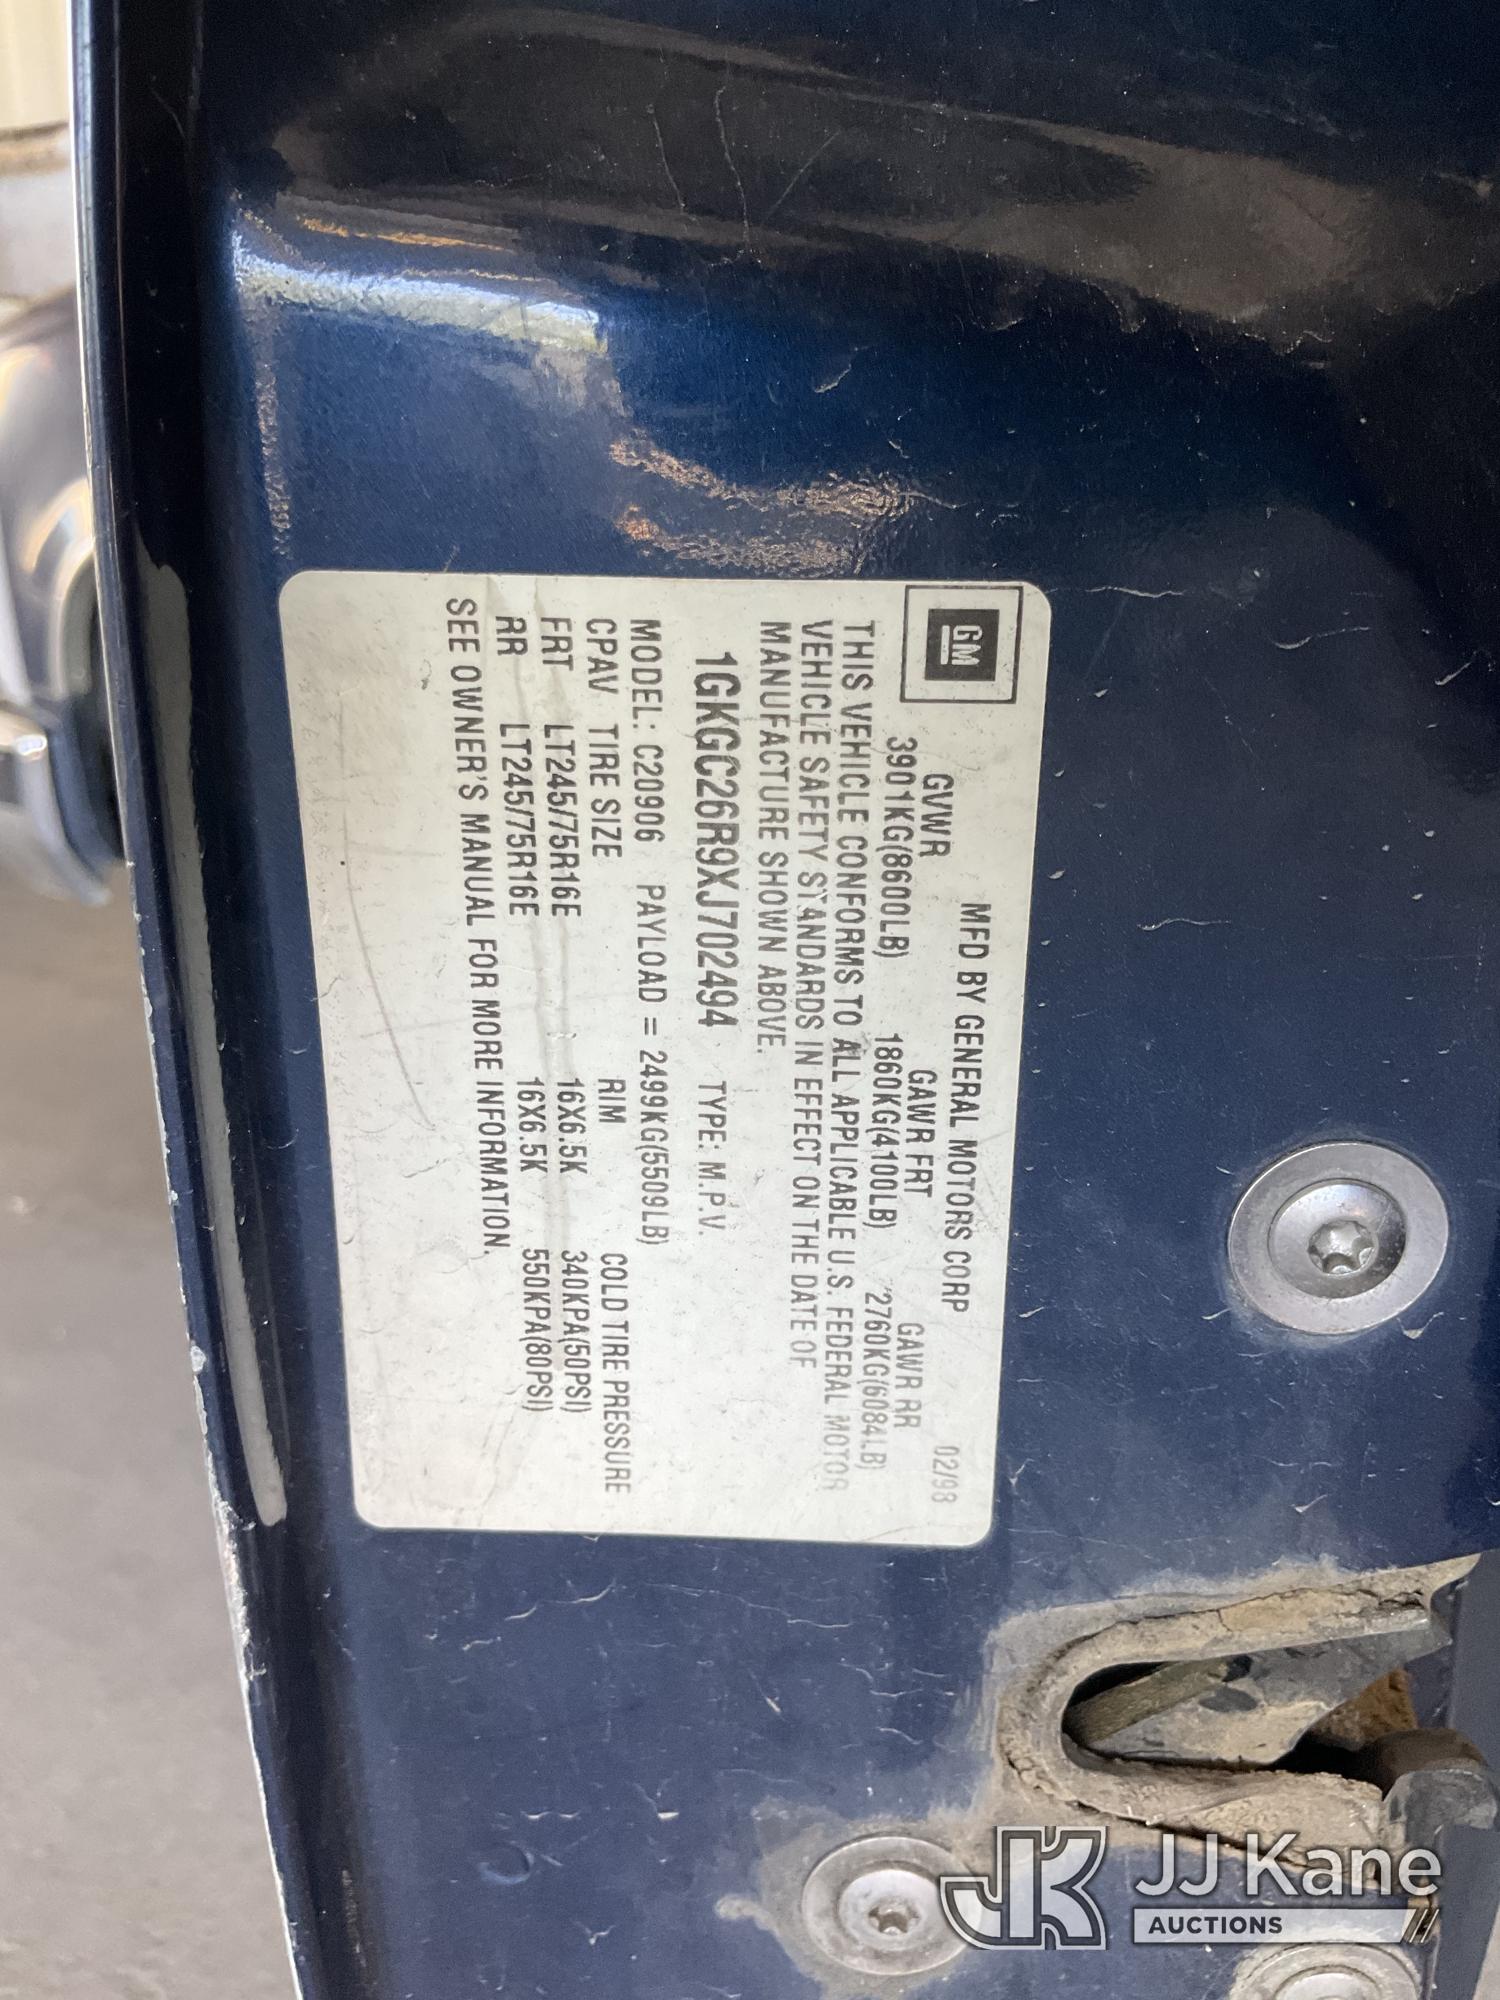 GM
MFD BY GENERAL MOTORS CORP 02/98
GVWR GAWR FRT GAWR RR
3901KG(8600LB) 1860KG(4100LB) 2760KG(6084LB)
THIS VEHICLE CONFORMS TO ALL APPLICABLE U.S. FEDERAL MOTOR
VEHICLE SAFETY STANDARDS IN EFFECT ON THE DATE OF
MANUFACTURE SHOWN ABOVE.
1GKGC26R9XJ702494 TYPE: M.P.V.
MODEL: C20906 PAYLOAD = 2499KG(5509LB)
CPAV TIRE SIZE RIM COLD TIRE PRESSURE
FRT LT245/75R16E 16X6.5K 340KPA(50PSI)
RR LT245/75R16E 16X6.5K 550KPA(80PSI)
SEE OWNER'S MANUAL FOR MORE INFORMATION.
JK JJ Kane
AUCTIONS